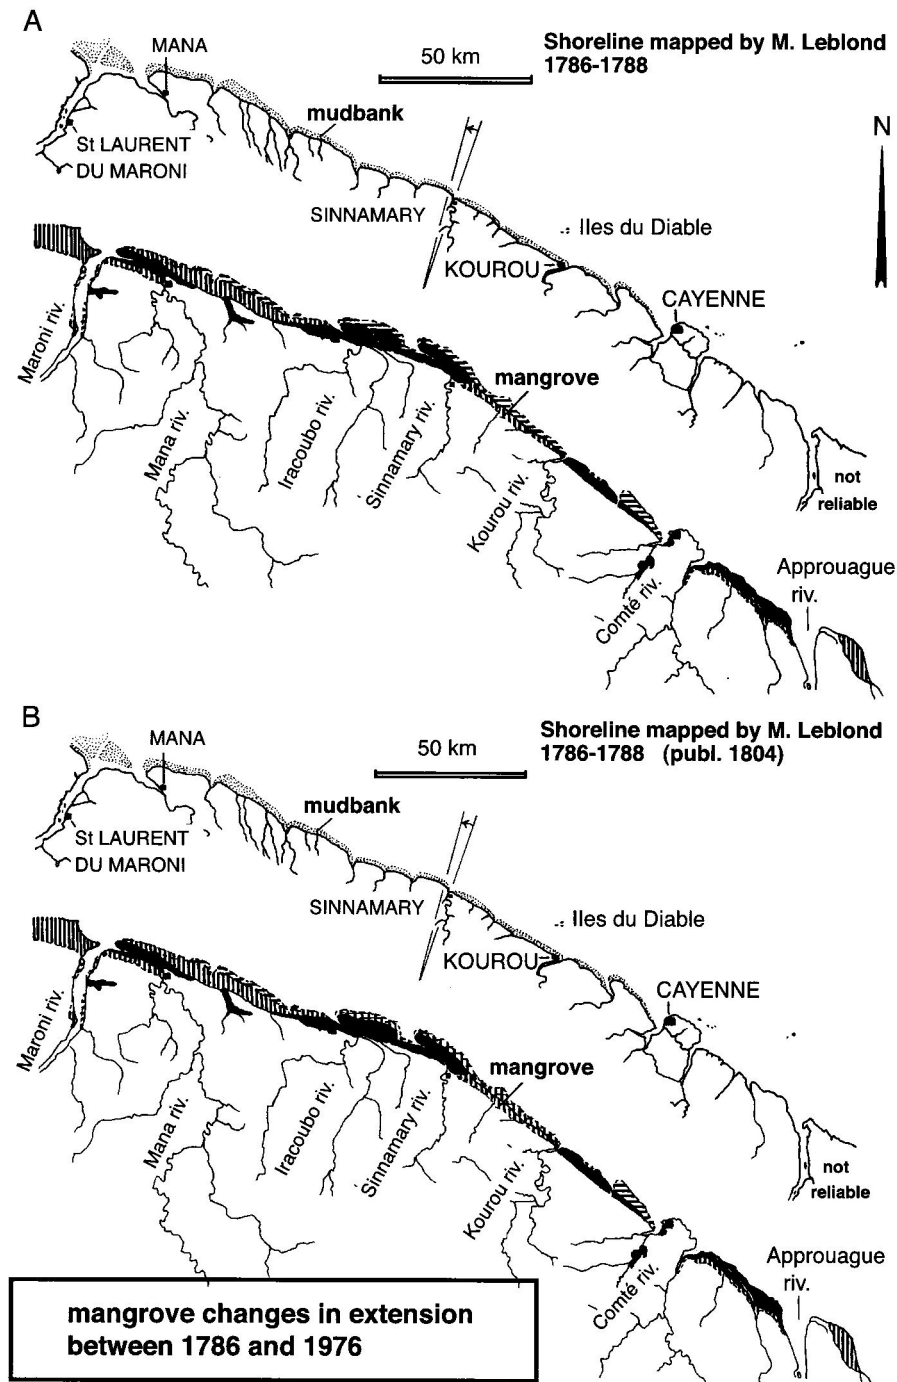 A
Shoreline mapped by M. Leblond
1786-1788
MANA
50 km
mudbank
N
St LAURENT
DU MARONI
SINNAMARY
Iles du Diable
KOUROU
CAYENNE
Maroni riv.
mangrove
Mana riv.
Iracoubo riv.
Sinnamary riv.
Kourou riv.
not
reliable
Approuague
riv.
Comté riv.
B
Shoreline mapped by M. Leblond
1786-1788 (publ. 1804)
MANA
50 km
mudbank
St LAURENT
DU MARONI
SINNAMARY
Iles du Diable
KOUROU
CAYENNE
Maroni riv.
mangrove
Mana riv.
Iracoubo riv.
Sinnamary riv.
Kourou riv.
not
reliable
Approuague
riv.
Comté riv.
mangrove changes in extension
between 1786 and 1976